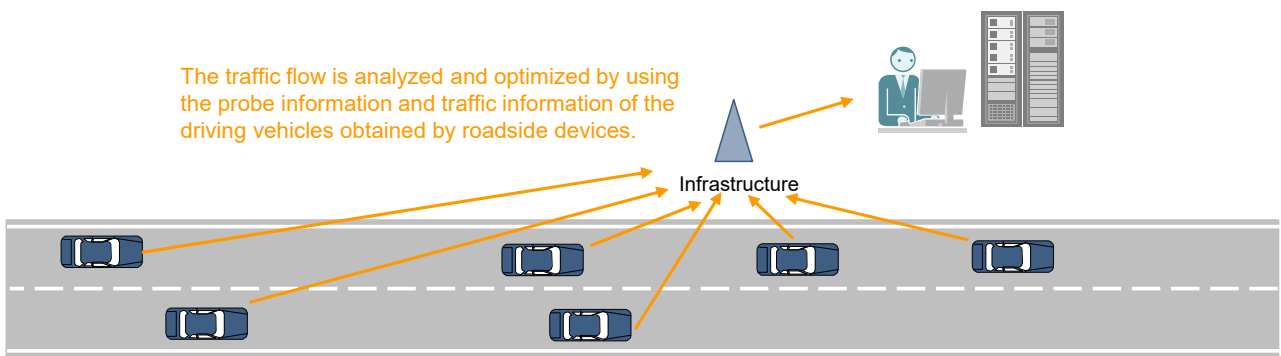 The traffic flow is analyzed and optimized by using
the probe information and traffic information of the
driving vehicles obtained by roadside devices.
Infrastructure